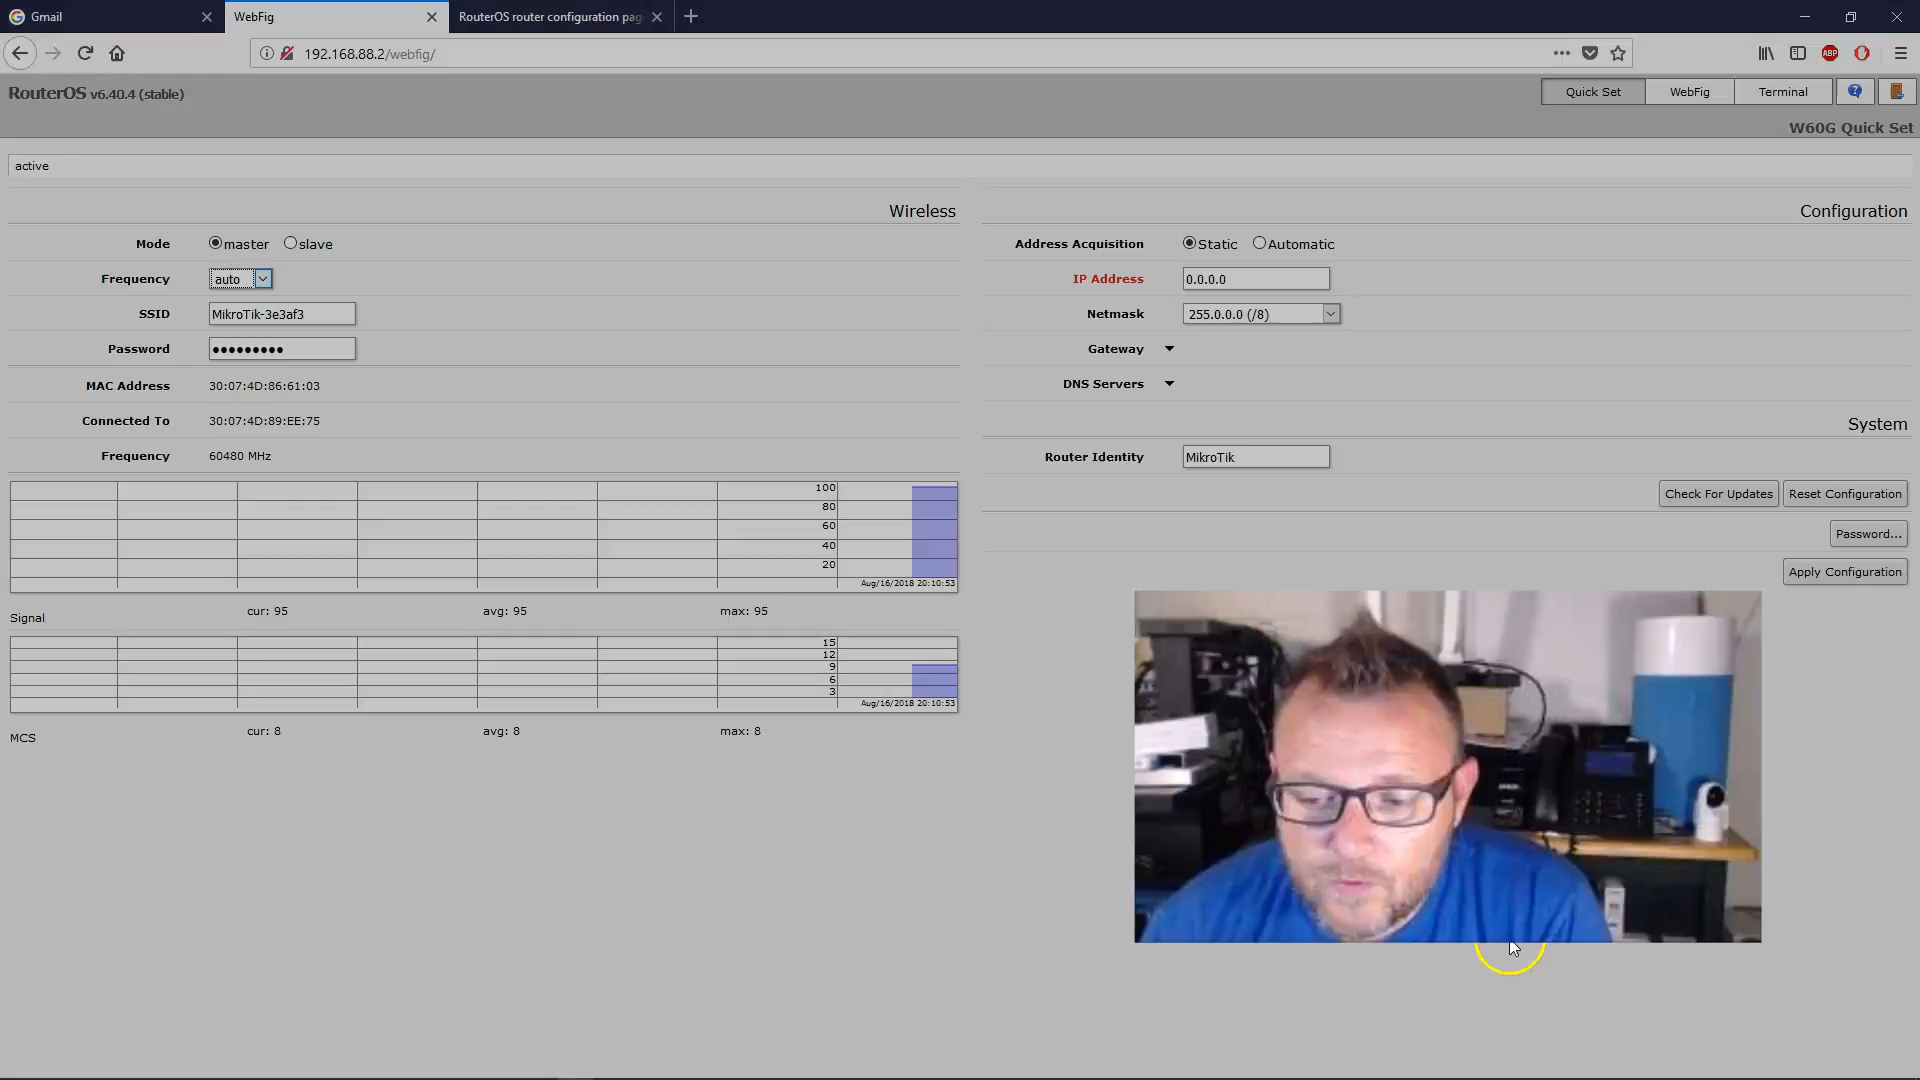 Gmail
WebFig
RouterOS router configuration pag
192.168.88.2/webfig/
ABP
RouterOS v6.40.4 (stable)
Quick Set
WebFig
Terminal
W60G Quick Set
active
Wireless
Mode
master
slave
Frequency
auto
SSID
MikroTik-3e3af3
Password
•••••••••
MAC Address
30:07:4D:86:61:03
Connected To
30:07:4D:89:EE:75
Frequency
60480 MHz
100
80
60
40
20
Aug/16/2018 20:10:53
Signal
cur: 95
avg: 95
max: 95
15
12
9
6
3
Aug/16/2018 20:10:53
MCS
cur: 8
avg: 8
max: 8
Configuration
Address Acquisition
Static
Automatic
IP Address
0.0.0.0
Netmask
255.0.0.0 (/8)
Gateway
DNS Servers
System
Router Identity
MikroTik
Check For Updates
Reset Configuration
Password...
Apply Configuration